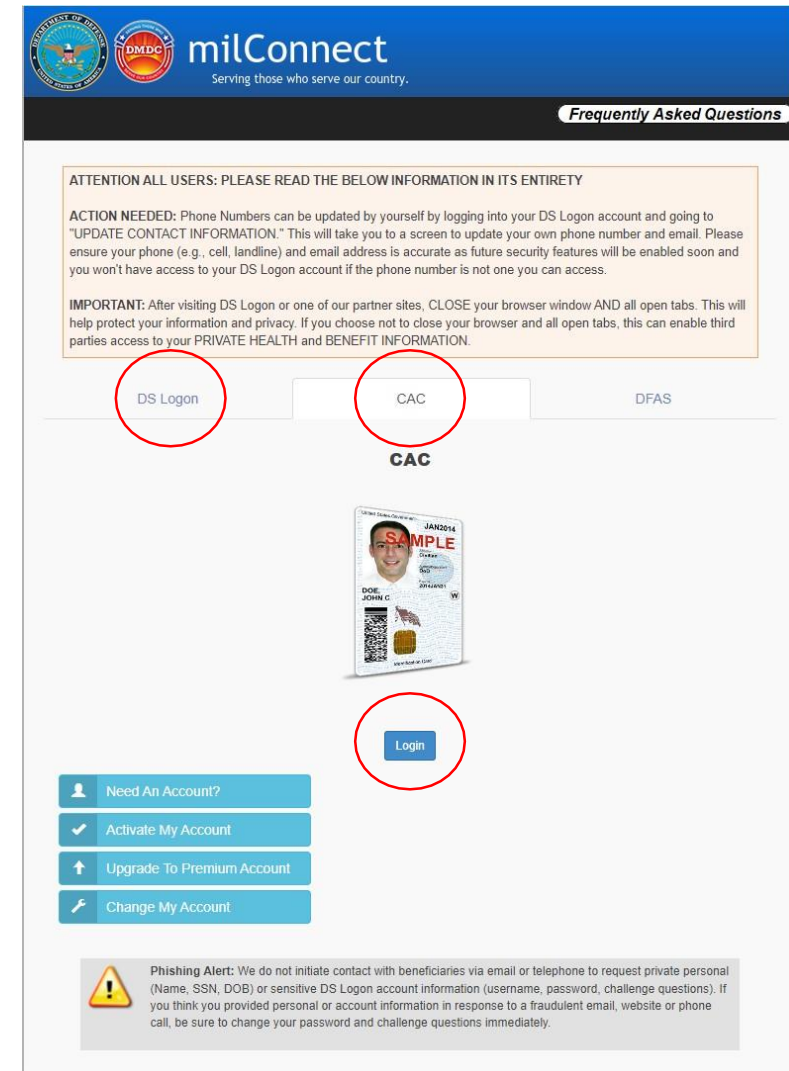 DMDC
milConnect
Serving those who serve our country.
Frequently Asked Questions
ATTENTION ALL USERS: PLEASE READ THE BELOW INFORMATION IN ITS ENTIRETY
ACTION NEEDED: Phone Numbers can be updated by yourself by logging into your DS Logon account and going to
"UPDATE CONTACT INFORMATION." This will take you to a screen to update your own phone number and email. Please
ensure your phone (e.g., cell, landline) and email address is accurate as future security features will be enabled soon and
you won't have access to your DS Logon account if the phone number is not one you can access.
IMPORTANT: After visiting DS Logon or one of our partner sites, CLOSE your browser window AND all open tabs. This will
help protect your information and privacy. If you choose not to close your browser and all open tabs, this can enable third
parties access to your PRIVATE HEALTH and BENEFIT INFORMATION.
DS Logon
CAC
DFAS
CAC
JAN2014
SAMPLE
DOE,
JOHN C
W
Login
Need An Account?
Activate My Account
Upgrade To Premium Account
Change My Account
Phishing Alert: We do not initiate contact with beneficiaries via email or telephone to request private personal
(Name, SSN, DOB) or sensitive DS Logon account information (username, password, challenge questions). If
you think you provided personal or account information in response to a fraudulent email, website or phone
call, be sure to change your password and challenge questions immediately.